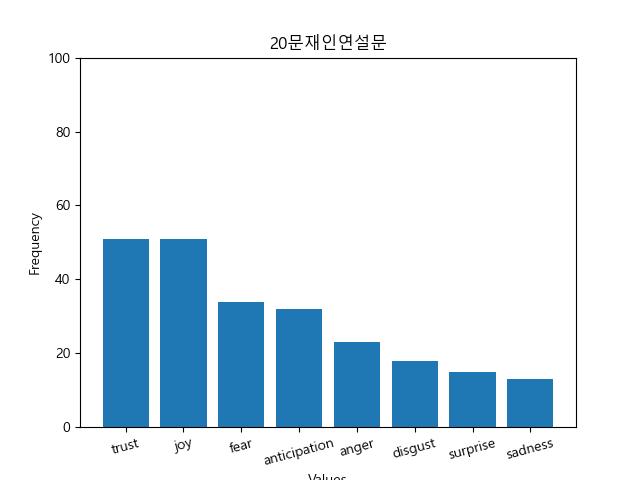 20문재인연설문
100
80
60
40
20
0
Frequency
trust joy fear anticipation anger disgust surprise sadness
Values